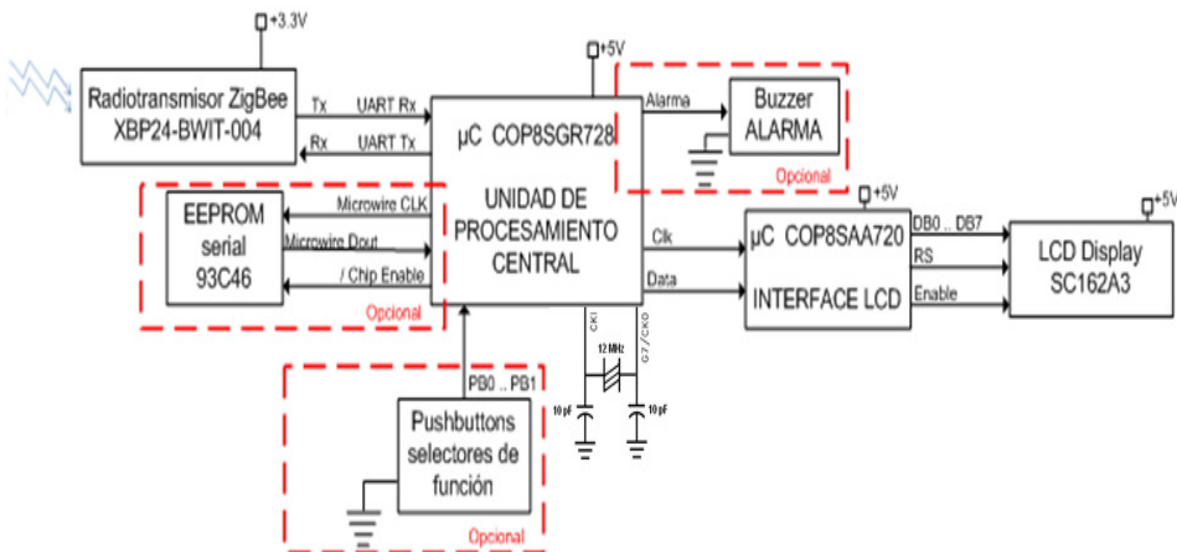 +3.3V
Radiotransmisor ZigBee
XBP24-BWIT-004
Tx UART Rx
Rx UART Tx
EEPROM
serial
93C46
Microwire CLK
Microwire Dout
/ Chip Enable
Opcional
+5V
µC COP8SGR728
UNIDAD DE
PROCESAMIENTO
CENTRAL
Alarma
Buzzer
ALARMA
Opcional
Clk
Data
+5V
µC COP8SAA720
INTERFACE LCD
DB0 .. DB7
RS
Enable
+5V
LCD Display
SC162A3
CKI
G7/CKO
12 MHz
10 pF
10 pF
PB0 .. PB1
Pushbuttons
selectores de
función
Opcional